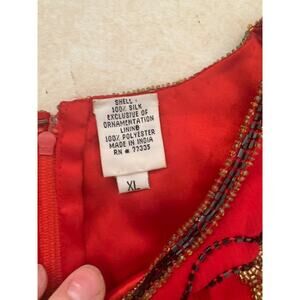 SHELL -
100% SILK
EXCLUSIVE OF
ORNAMENTATION
LINING
100% POLYESTER
MADE IN INDIA
RN # 77335
XL